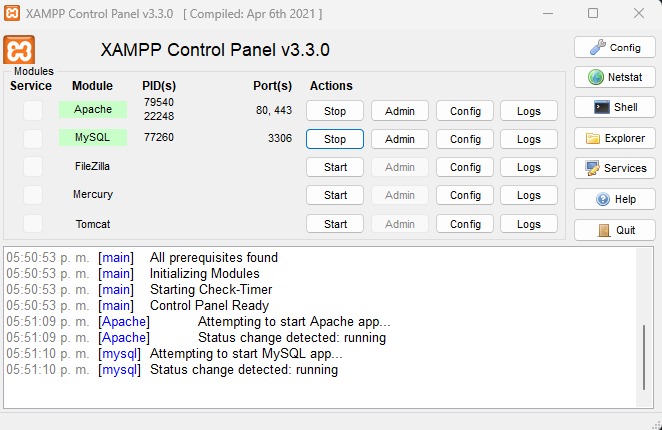 XAMPP Control Panel v3.3.0 [ Compiled: Apr 6th 2021 ]
XAMPP Control Panel v3.3.0
Config
Modules
Service Module PID(s) Port(s) Actions
Netstat
Apache 79540 22248 80, 443 Stop Admin Config Logs
Shell
MySQL 77260 3306 Stop Admin Config Logs
Explorer
FileZilla Start Admin Config Logs
Services
Mercury Start Admin Config Logs
Help
Tomcat Start Admin Config Logs
Quit
05:50:53 p. m. [main] All prerequisites found
05:50:53 p. m. [main] Initializing Modules
05:50:53 p. m. [main] Starting Check-Timer
05:50:53 p. m. [main] Control Panel Ready
05:51:09 p. m. [Apache] Attempting to start Apache app...
05:51:09 p. m. [Apache] Status change detected: running
05:51:10 p. m. [mysql] Attempting to start MySQL app...
05:51:10 p. m. [mysql] Status change detected: running